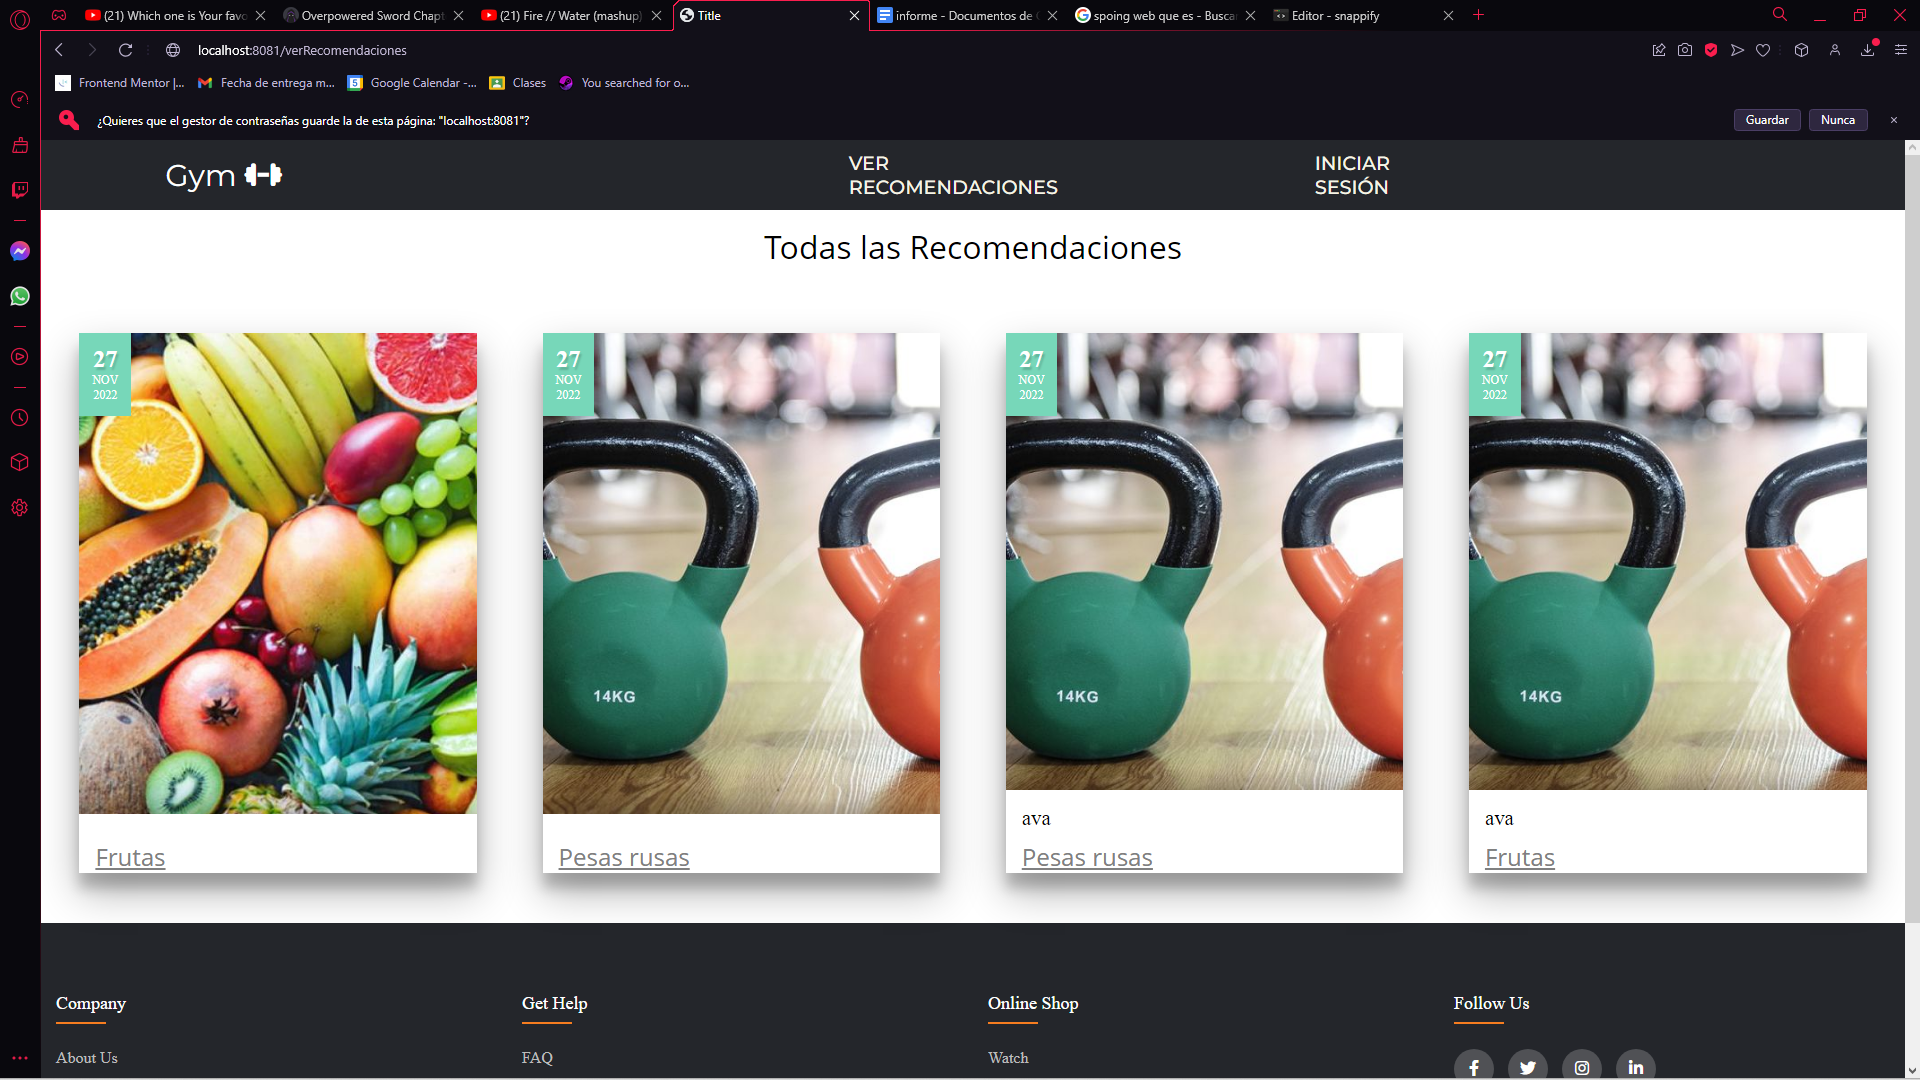 (21) Which one is Your favo
Overpowered Sword Chapt
(21) Fire // Water (mashup)
Title
informe - Documentos de G
spoing web que es - Buscar
Editor - snappify
localhost:8081/verRecomendaciones
Frontend Mentor |...
Fecha de entrega m...
5
Google Calendar -...
Clases
You searched for o...
¿Quieres que el gestor de contraseñas guarde la de esta página: "localhost:8081"?
Guardar
Nunca
Gym
VER
RECOMENDACIONES
INICIAR
SESIÓN
Todas las Recomendaciones
27
NOV
2022
Frutas
27
NOV
2022
14KG
Pesas rusas
27
NOV
2022
14KG
ava
Pesas rusas
27
NOV
2022
14KG
ava
Frutas
Company
Get Help
Online Shop
Follow Us
About Us
FAQ
Watch